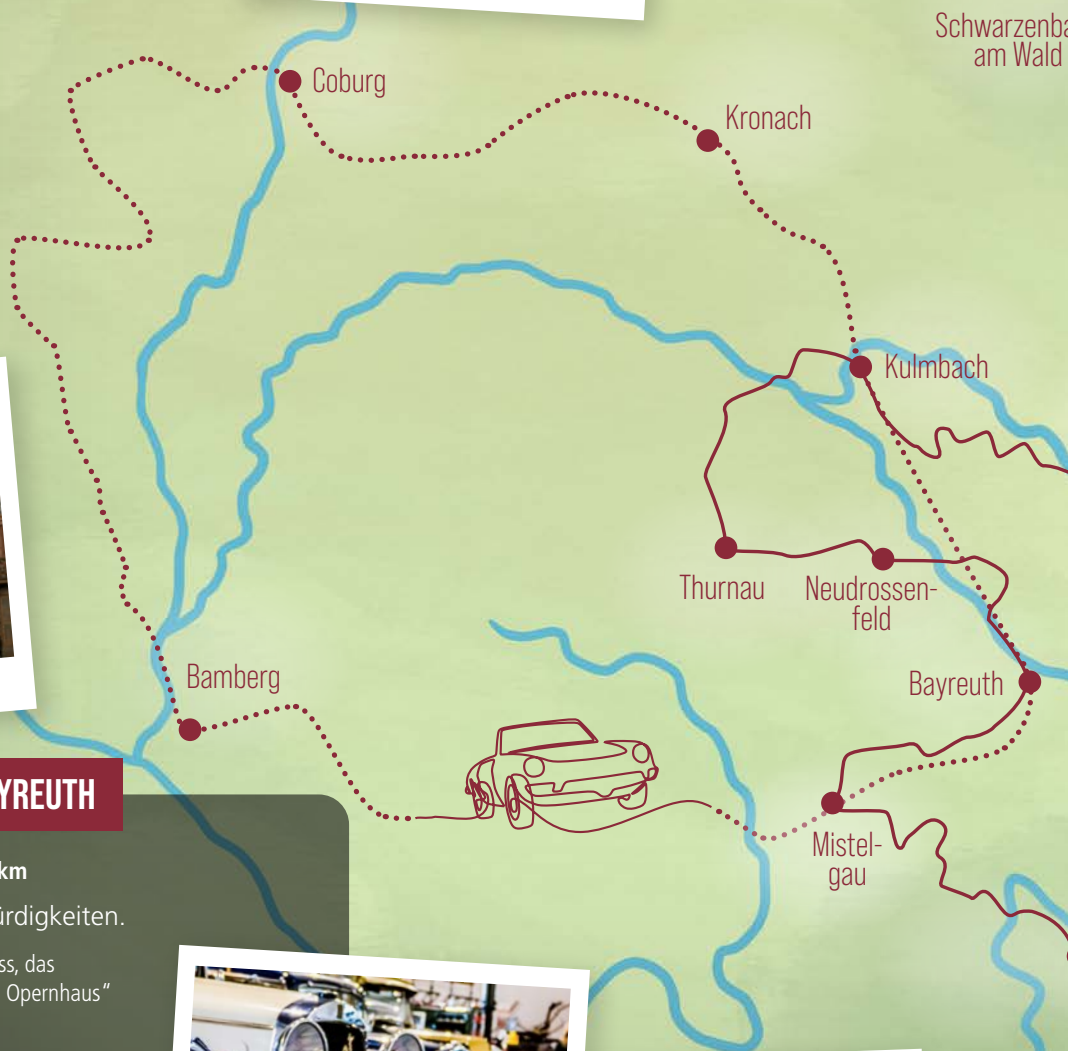 Schwarzenba
am Wald
Coburg
Kronach
Kulmbach
Thurnau
Neudrossen-
feld
Bamberg
Bayreuth
Mistel-
gau
YREUTH
km
ürdigkeiten.
ss, das
Opernhaus“